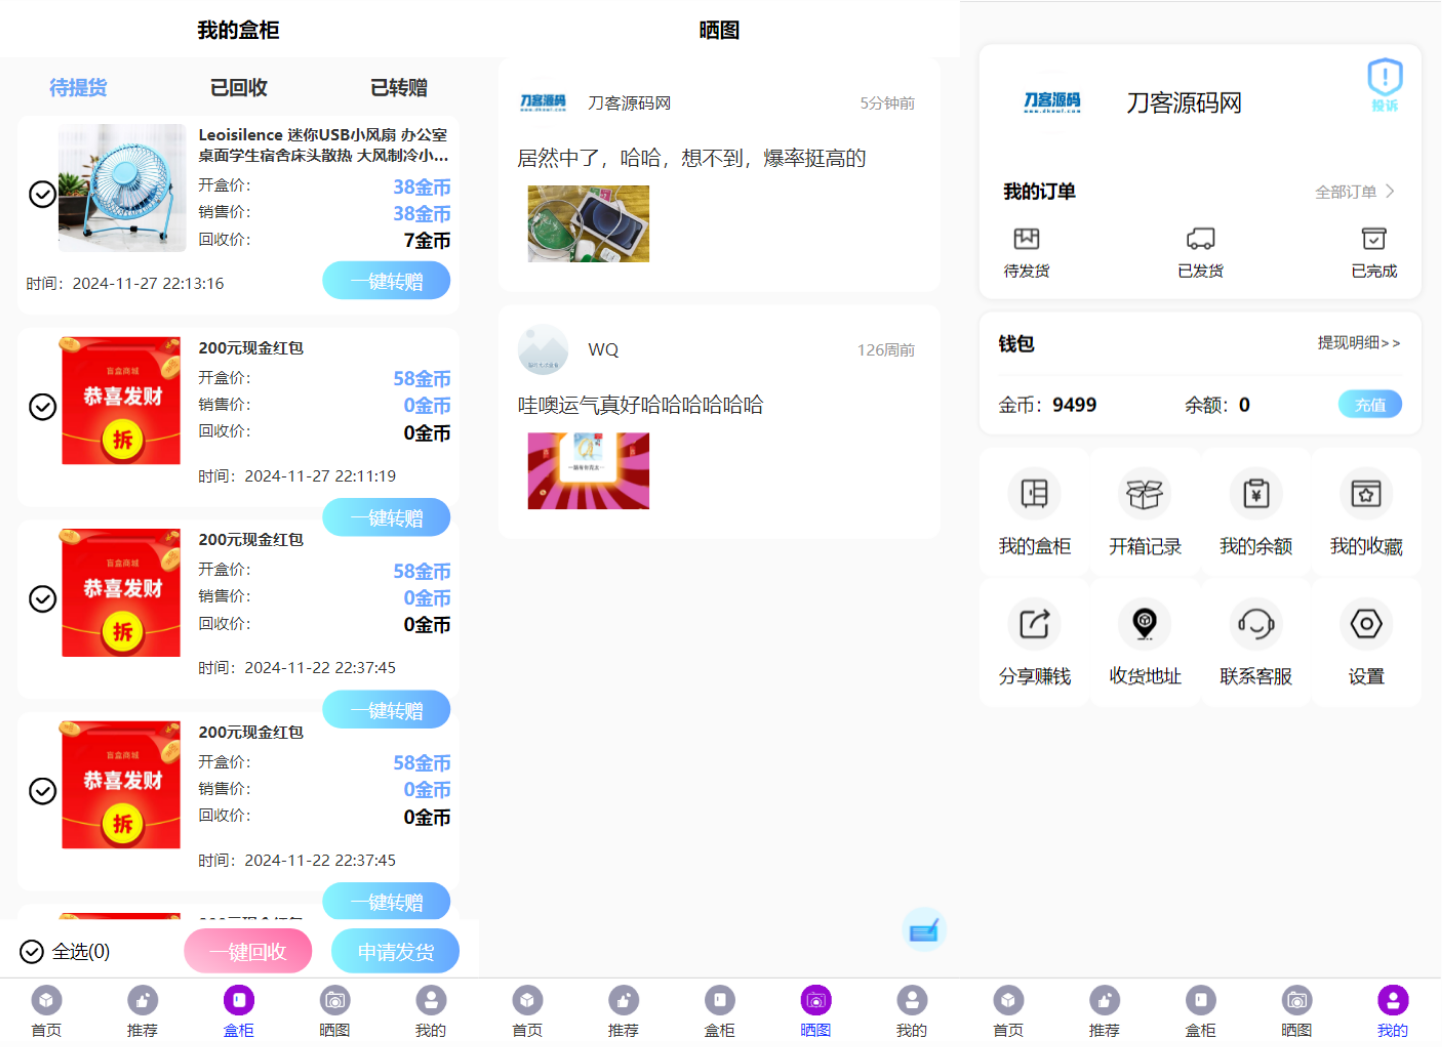 我的盒柜
待提货 已回收 已转赠
Leoisilence 迷你USB小风扇 办公室
桌面学生宿舍床头散热 大风制冷小...
开盒价: 38金币
销售价: 38金币
回收价: 7金币
时间：2024-11-27 22:13:16 一键转赠
盲盒商城
恭喜发财
拆
200元现金红包
开盒价: 58金币
销售价: 0金币
回收价: 0金币
时间：2024-11-27 22:11:19
一键转赠
盲盒商城
恭喜发财
拆
200元现金红包
开盒价: 58金币
销售价: 0金币
回收价: 0金币
时间：2024-11-22 22:37:45
一键转赠
盲盒商城
恭喜发财
拆
200元现金红包
开盒价: 58金币
销售价: 0金币
回收价: 0金币
时间：2024-11-22 22:37:45
一键转赠
全选(0) 一键回收 申请发货
首页 推荐 盒柜 晒图 我的
晒图
刀客源码 刀客源码网 5分钟前
居然中了，哈哈，想不到，爆率挺高的
WQ 126周前
哇噢运气真好哈哈哈哈哈哈
首页 推荐 盒柜 晒图 我的
投诉
刀客源码 刀客源码网
我的订单 全部订单 >
待发货 已发货 已完成
钱包 提现明细>>
金币：9499 余额：0 充值
我的盒柜 开箱记录 我的余额 我的收藏
分享赚钱 收货地址 联系客服 设置
首页 推荐 盒柜 晒图 我的